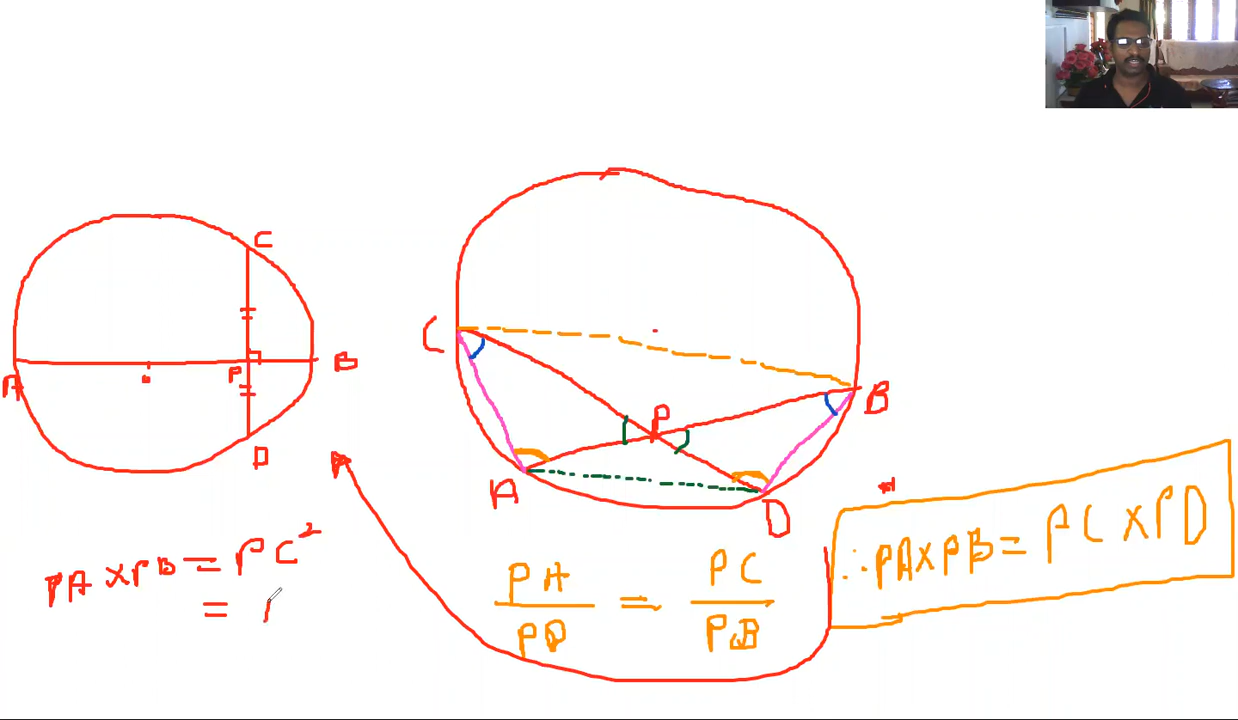 C
A
P
B
D
C
P
B
A
D
PA × PB = PC²
=
PA/PD = PC/PB
∴ PA × PB = PC × PD